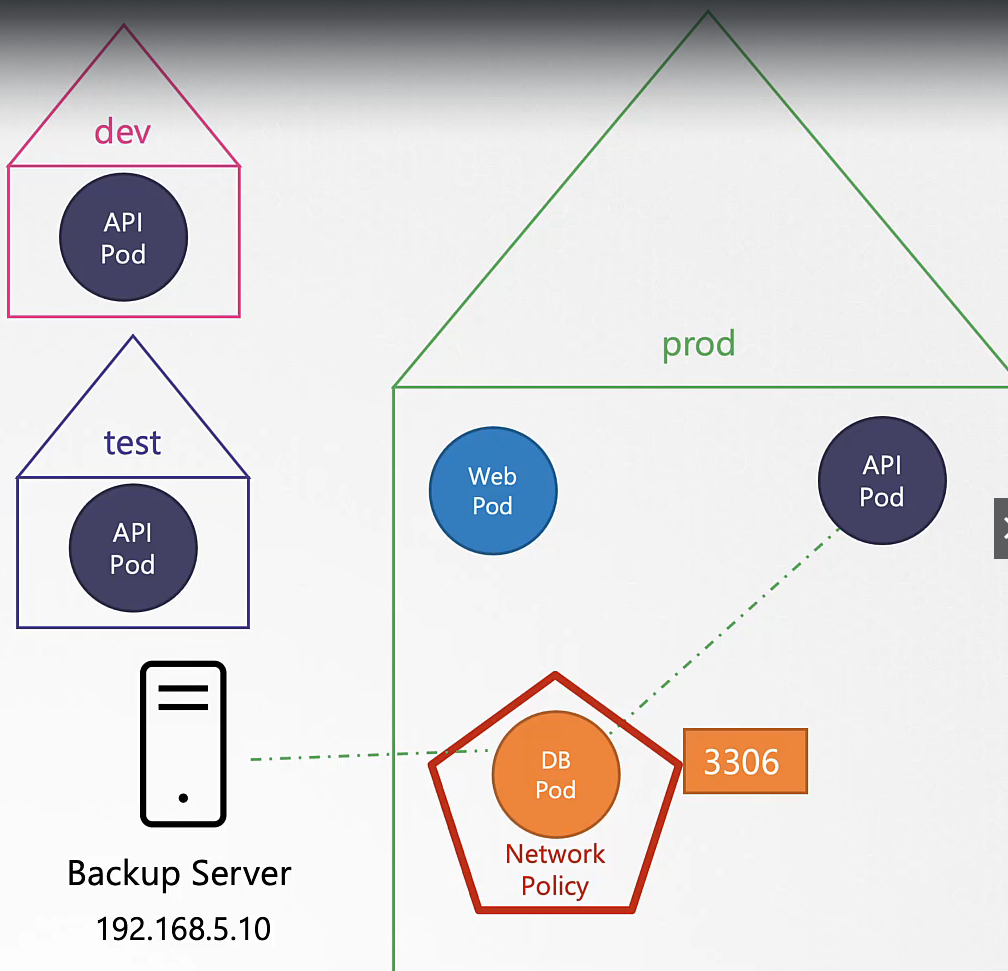 dev
API
Pod
test
API
Pod
prod
Web
Pod
API
Pod
DB
Pod
3306
Network
Policy
Backup Server
192.168.5.10